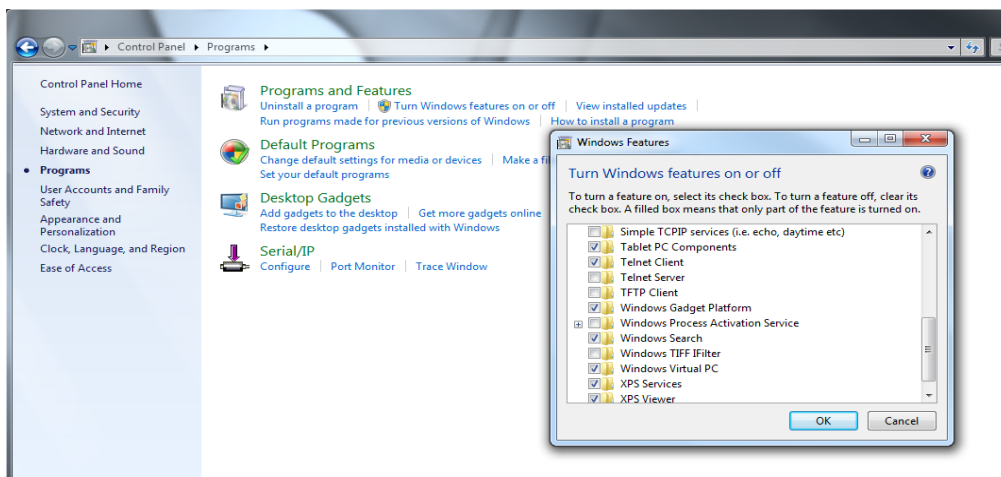 Control Panel Programs
Control Panel Home
System and Security
Network and Internet
Hardware and Sound
Programs
User Accounts and Family
Safety
Appearance and
Personalization
Clock, Language, and Region
Ease of Access
Programs and Features
Uninstall a program Turn Windows features on or off View installed updates
Run programs made for previous versions of Windows How to install a program
Default Programs
Change default settings for media or devices Make a
Set your default programs
Desktop Gadgets
Add gadgets to the desktop Get more gadgets online
Restore desktop gadgets installed with Windows
Serial/IP
Configure Port Monitor Trace Window
Windows Features
Turn Windows features on or off
To turn a feature on, select its check box. To turn a feature off, clear its
check box. A filled box means that only part of the feature is turned on.
Simple TCPIP services (i.e. echo, daytime etc)
Tablet PC Components
Telnet Client
Telnet Server
TFTP Client
Windows Gadget Platform
Windows Process Activation Service
Windows Search
Windows TIFF IFilter
Windows Virtual PC
XPS Services
XPS Viewer
OK Cancel